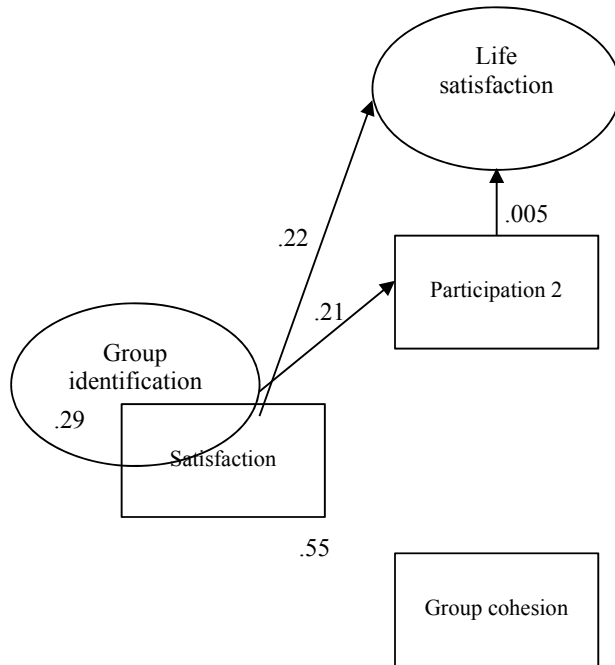 Life
satisfaction
.005
.22
Participation 2
.21
Group
identification
.29
Satisfaction
.55
Group cohesion